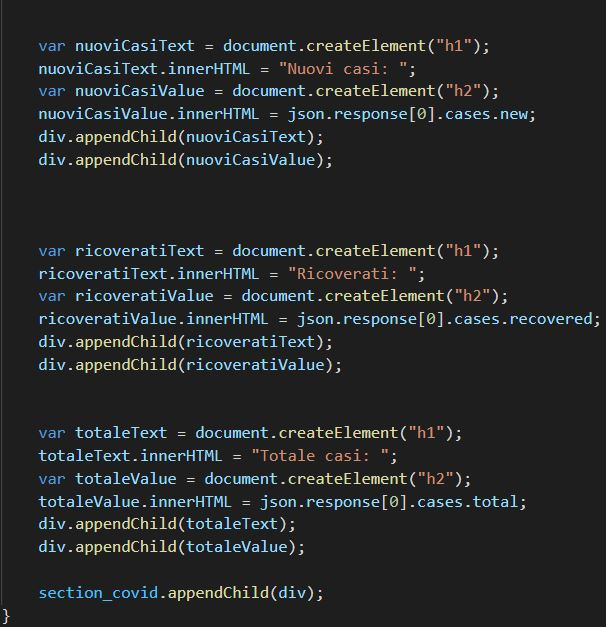 var nuoviCasiText = document.createElement("h1");
nuoviCasiText.innerHTML = "Nuovi casi: ";
var nuoviCasiValue = document.createElement("h2");
nuoviCasiValue.innerHTML = json.response[0].cases.new;
div.appendChild(nuoviCasiText);
div.appendChild(nuoviCasiValue);
var ricoveratiText = document.createElement("h1");
ricoveratiText.innerHTML = "Ricoverati: ";
var ricoveratiValue = document.createElement("h2");
ricoveratiValue.innerHTML = json.response[0].cases.recovered;
div.appendChild(ricoveratiText);
div.appendChild(ricoveratiValue);
var totaleText = document.createElement("h1");
totaleText.innerHTML = "Totale casi: ";
var totaleValue = document.createElement("h2");
totaleValue.innerHTML = json.response[0].cases.total;
div.appendChild(totaleText);
div.appendChild(totaleValue);
section_covid.appendChild(div);
}